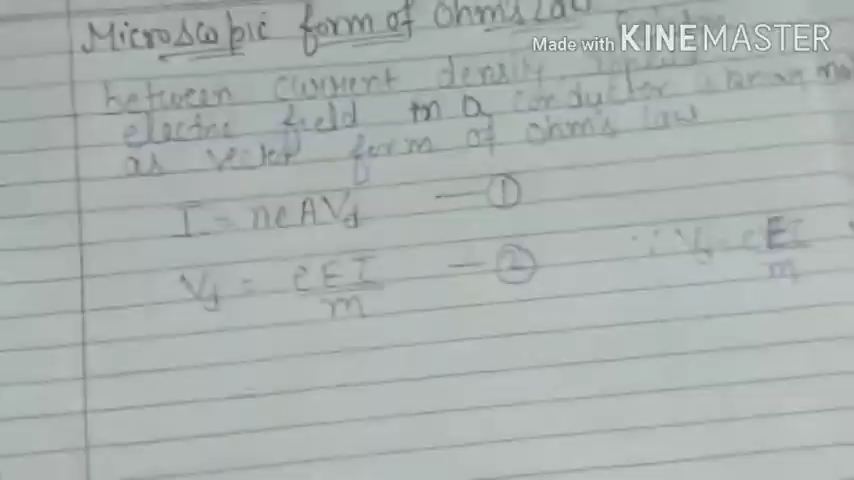 Microscopic form of Ohm's Law
Made with KINEMASTER
between current density
electric field in a conductor
as vector form of ohm's law
I = neAVd — ①
Vd = eEτ/m — ② ∵ Vd = eEτ/m